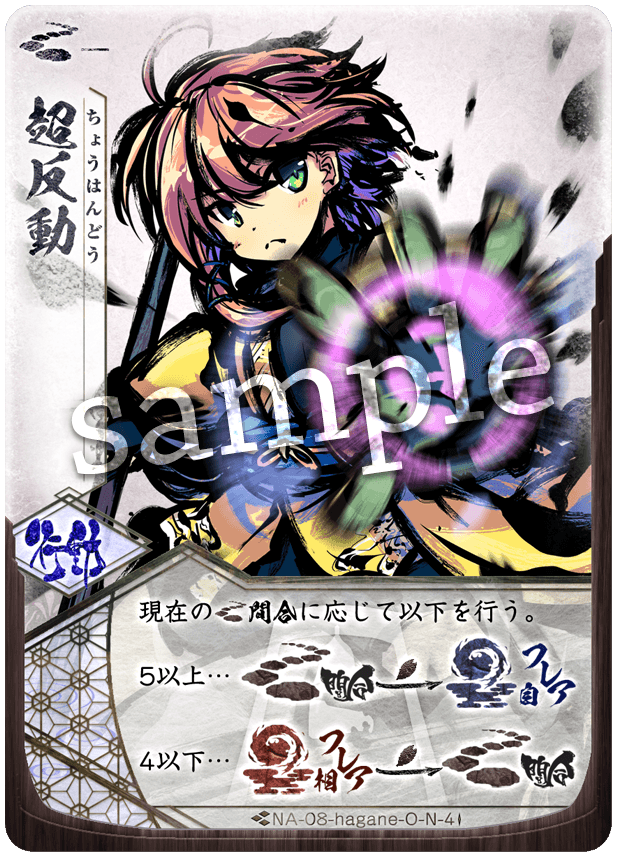 超反動
ちょうはんどう
sample
行動
現在の間合に応じて以下を行う。
5以上…間合 フレア 自
4以下…フレア 相 間合
NA-08-hagane-O-N-4